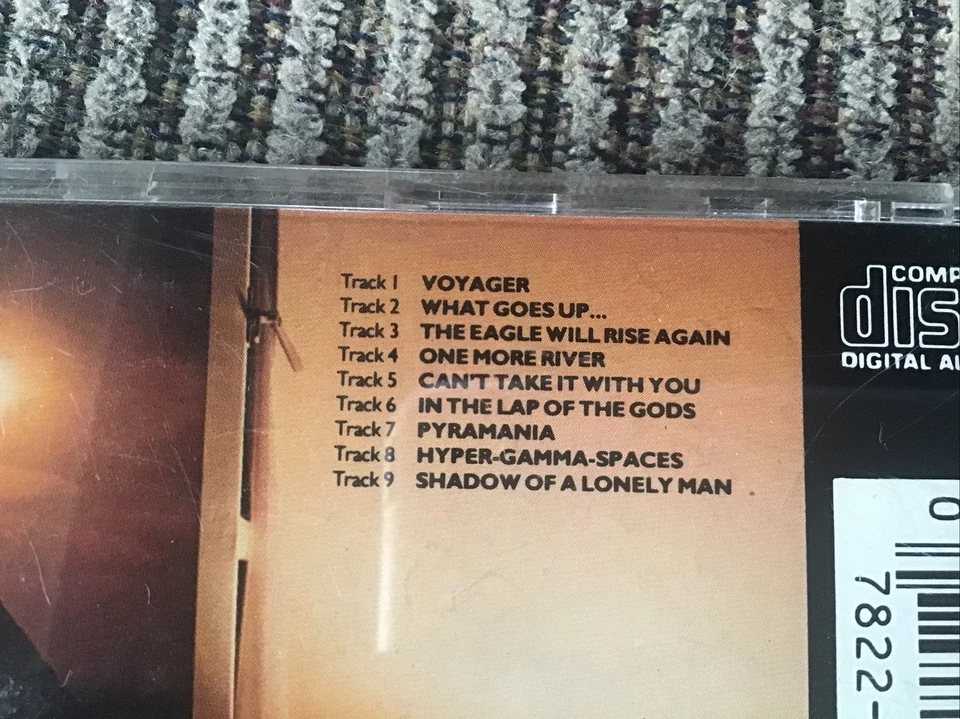 Track 1 VOYAGER
Track 2 WHAT GOES UP...
Track 3 THE EAGLE WILL RISE AGAIN
Track 4 ONE MORE RIVER
Track 5 CAN'T TAKE IT WITH YOU
Track 6 IN THE LAP OF THE GODS
Track 7 PYRAMANIA
Track 8 HYPER-GAMMA-SPACES
Track 9 SHADOW OF A LONELY MAN
COMP
dis
DIGITAL AU
0
7822-